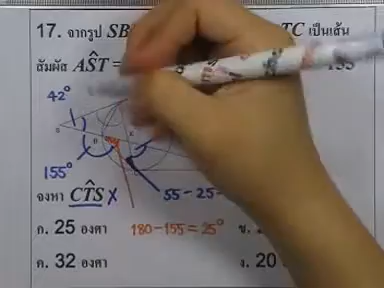 17. จากรูป SB TC เป็นเส้น
สัมผัส AŜT = 155
42°
155°
55-25-
จงหา CT̂S X
ก. 25 องศา 180-155=25° ข.
ค. 32 องศา ง. 20